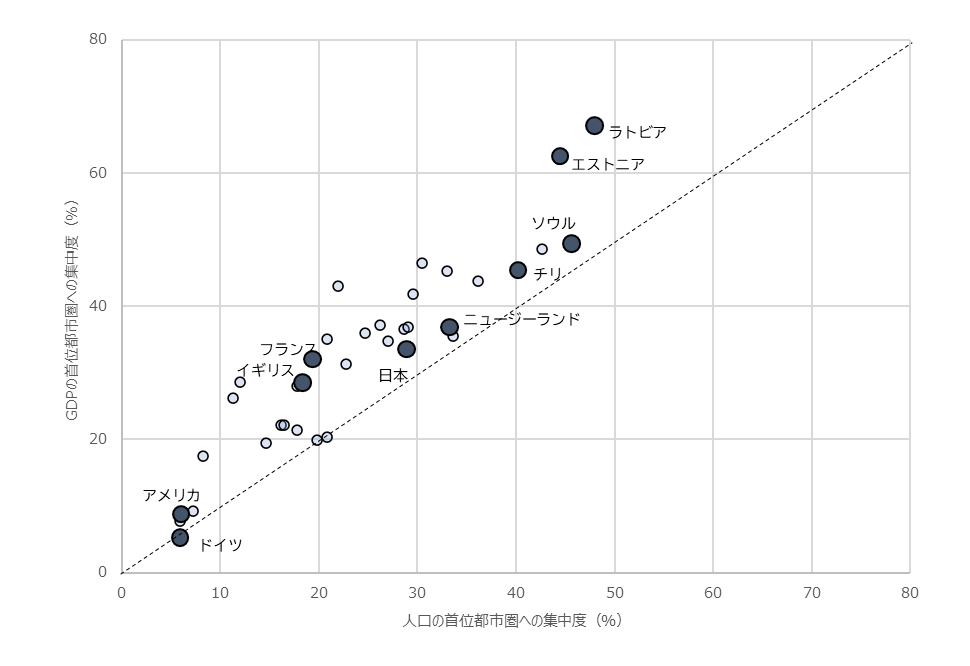 80
60
40
20
0
GDPの首位都市圏への集中度（%）
ラトビア
エストニア
ソウル
チリ
ニュージーランド
フランス
イギリス
日本
アメリカ
ドイツ
0 10 20 30 40 50 60 70 80
人口の首位都市圏への集中度（%）